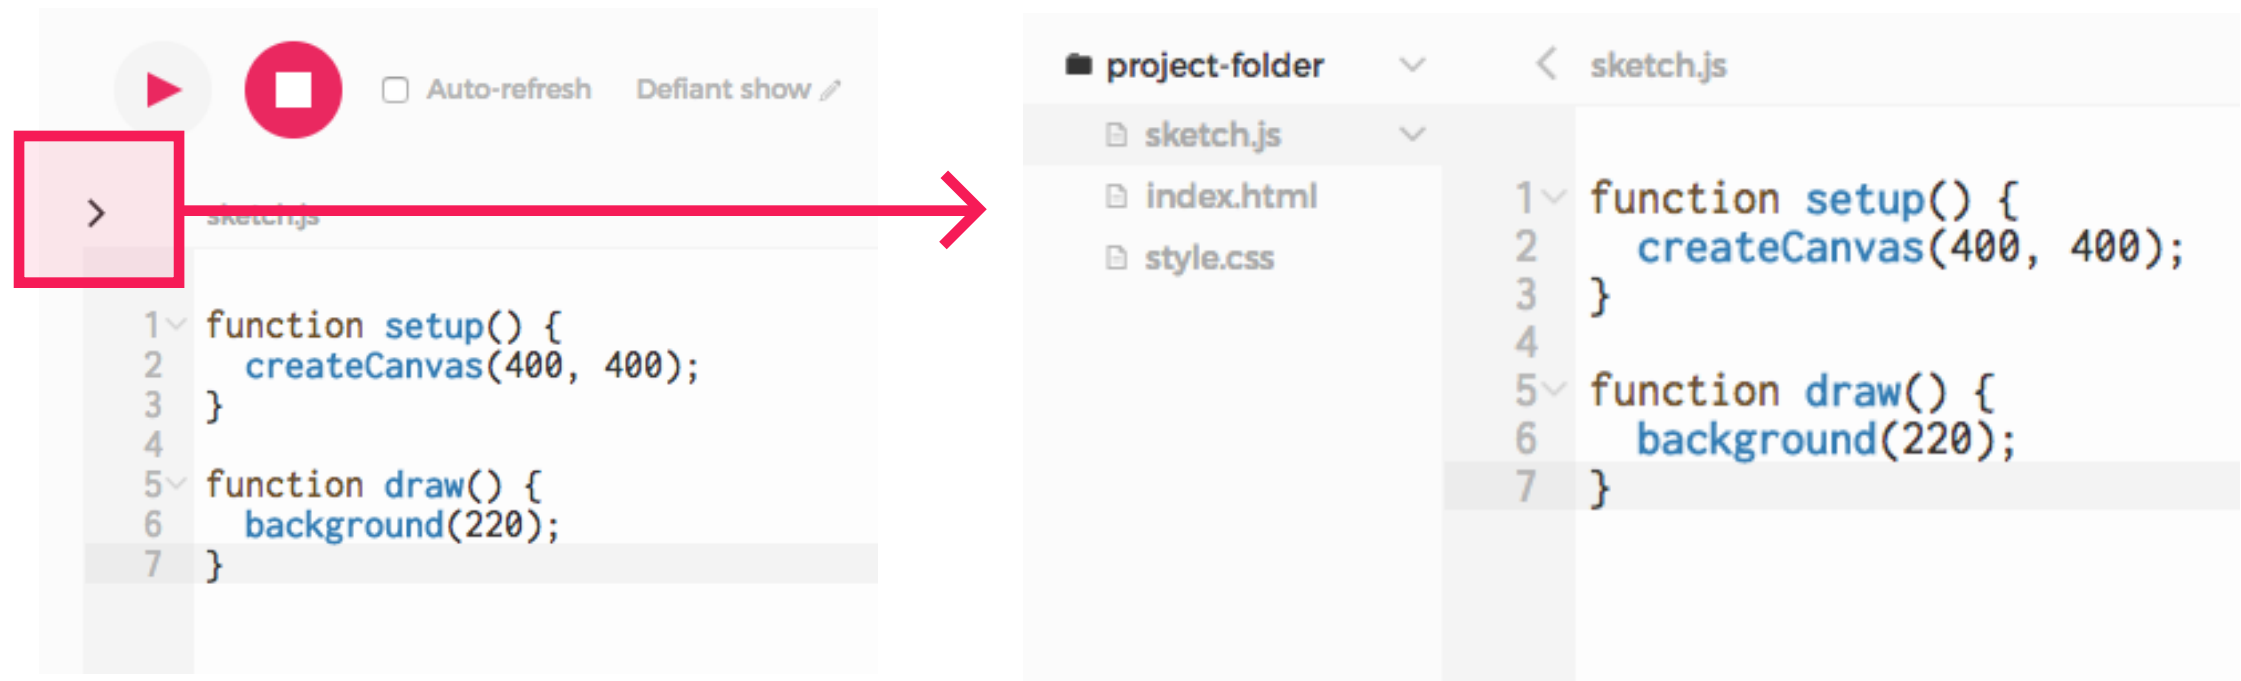 Auto-refresh Defiant show
sketch.js
1 function setup() {
2   createCanvas(400, 400);
3 }
4
5 function draw() {
6   background(220);
7 }
project-folder
sketch.js
index.html
style.css
sketch.js
1 function setup() {
2   createCanvas(400, 400);
3 }
4
5 function draw() {
6   background(220);
7 }